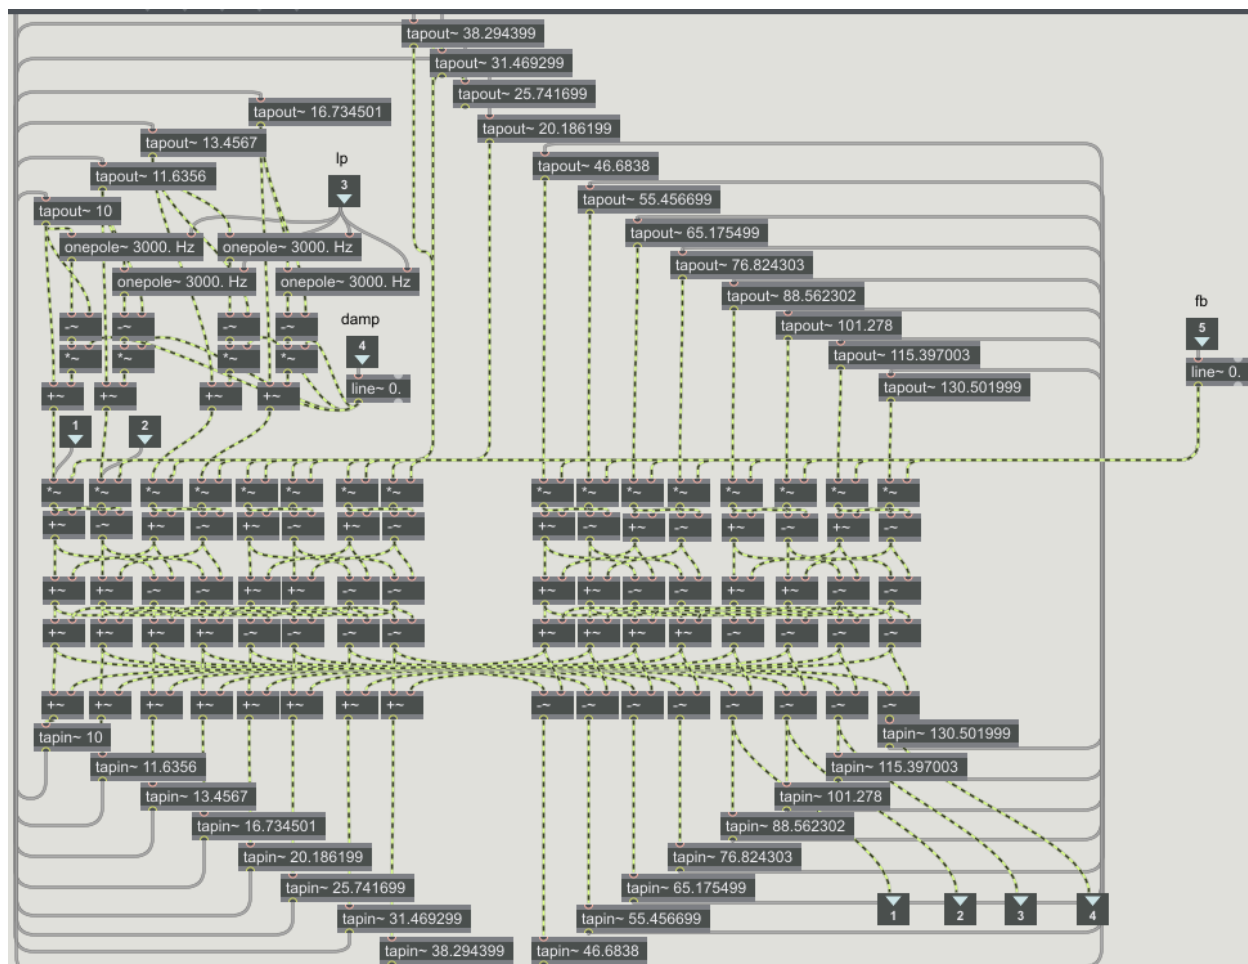 tapout~ 38.294399
tapout~ 31.469299
tapout~ 25.741699
tapout~ 16.734501
tapout~ 20.186199
tapout~ 13.4567
lp
tapout~ 46.6838
tapout~ 11.6356
3
tapout~ 55.456699
tapout~ 10
tapout~ 65.175499
onepole~ 3000. Hz
onepole~ 3000. Hz
tapout~ 76.824303
onepole~ 3000. Hz
onepole~ 3000. Hz
tapout~ 88.562302
fb
damp
-~ -~ -~ -~
tapout~ 101.278
5
4
*~ *~ *~ *~
tapout~ 115.397003
line~ 0.
line~ 0.
tapout~ 130.501999
+~ +~ +~ +~
1
2
*~ *~ *~ *~ *~ *~ *~ *~ *~ *~ *~ *~ *~ *~ *~ *~
+~ -~ +~ -~ +~ -~ +~ -~ +~ -~ +~ -~ +~ -~ +~ -~
+~ +~ -~ -~ +~ +~ -~ -~ +~ +~ -~ -~ +~ +~ -~ -~
+~ +~ +~ +~ -~ -~ -~ -~ +~ +~ +~ +~ -~ -~ -~ -~
+~ +~ +~ +~ +~ +~ +~ +~ -~ -~ -~ -~ -~ -~ -~ -~
tapin~ 10
tapin~ 130.501999
tapin~ 11.6356
tapin~ 115.397003
tapin~ 13.4567
tapin~ 101.278
tapin~ 16.734501
tapin~ 88.562302
tapin~ 20.186199
tapin~ 76.824303
tapin~ 25.741699
tapin~ 65.175499
tapin~ 31.469299
tapin~ 55.456699
1
2
3
4
tapin~ 38.294399
tapin~ 46.6838